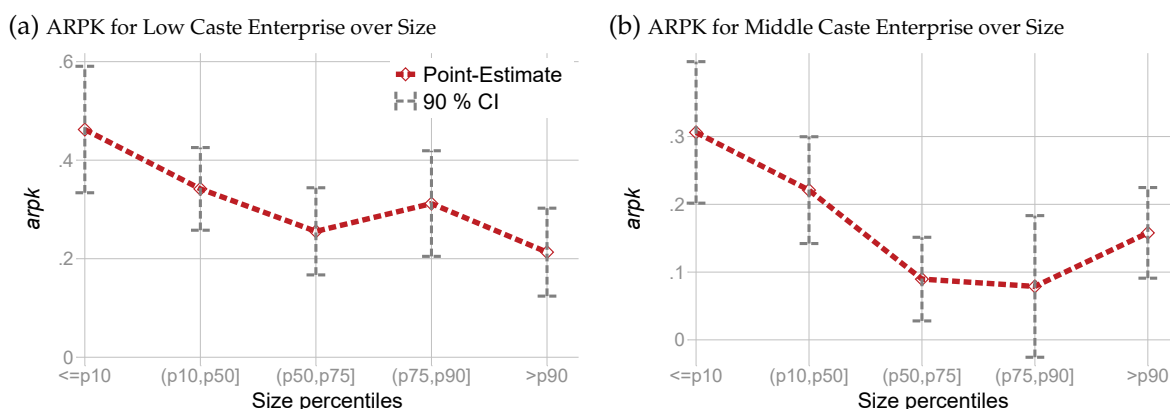 (a) ARPK for Low Caste Enterprise over Size
.6
.4
.2
0
arpk
Point-Estimate
90 % CI
<=p10 (p10,p50] (p50,p75] (p75,p90] >p90
Size percentiles
(b) ARPK for Middle Caste Enterprise over Size
.3
.2
.1
0
arpk
<=p10 (p10,p50] (p50,p75] (p75,p90] >p90
Size percentiles